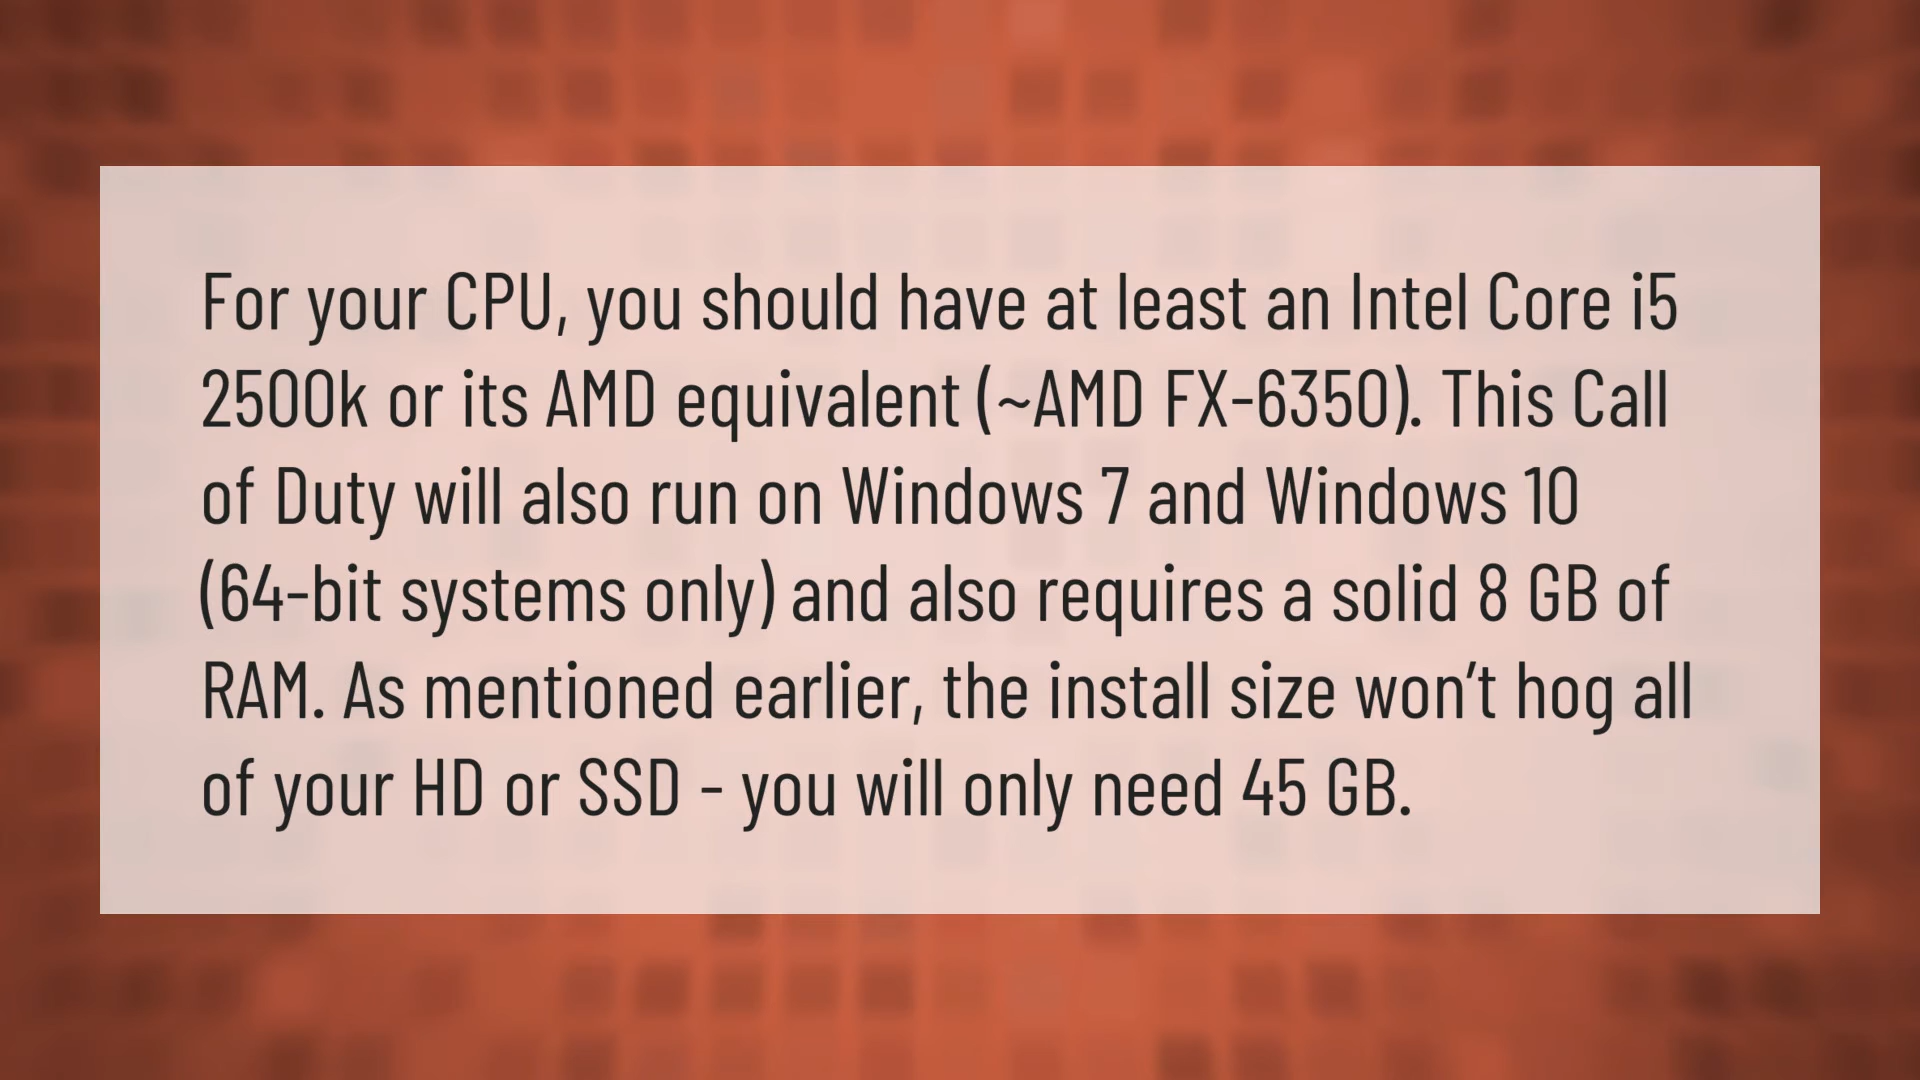 For your CPU, you should have at least an Intel Core i5
2500k or its AMD equivalent (~AMD FX-6350). This Call
of Duty will also run on Windows 7 and Windows 10
(64-bit systems only) and also requires a solid 8 GB of
RAM. As mentioned earlier, the install size won’t hog all
of your HD or SSD - you will only need 45 GB.